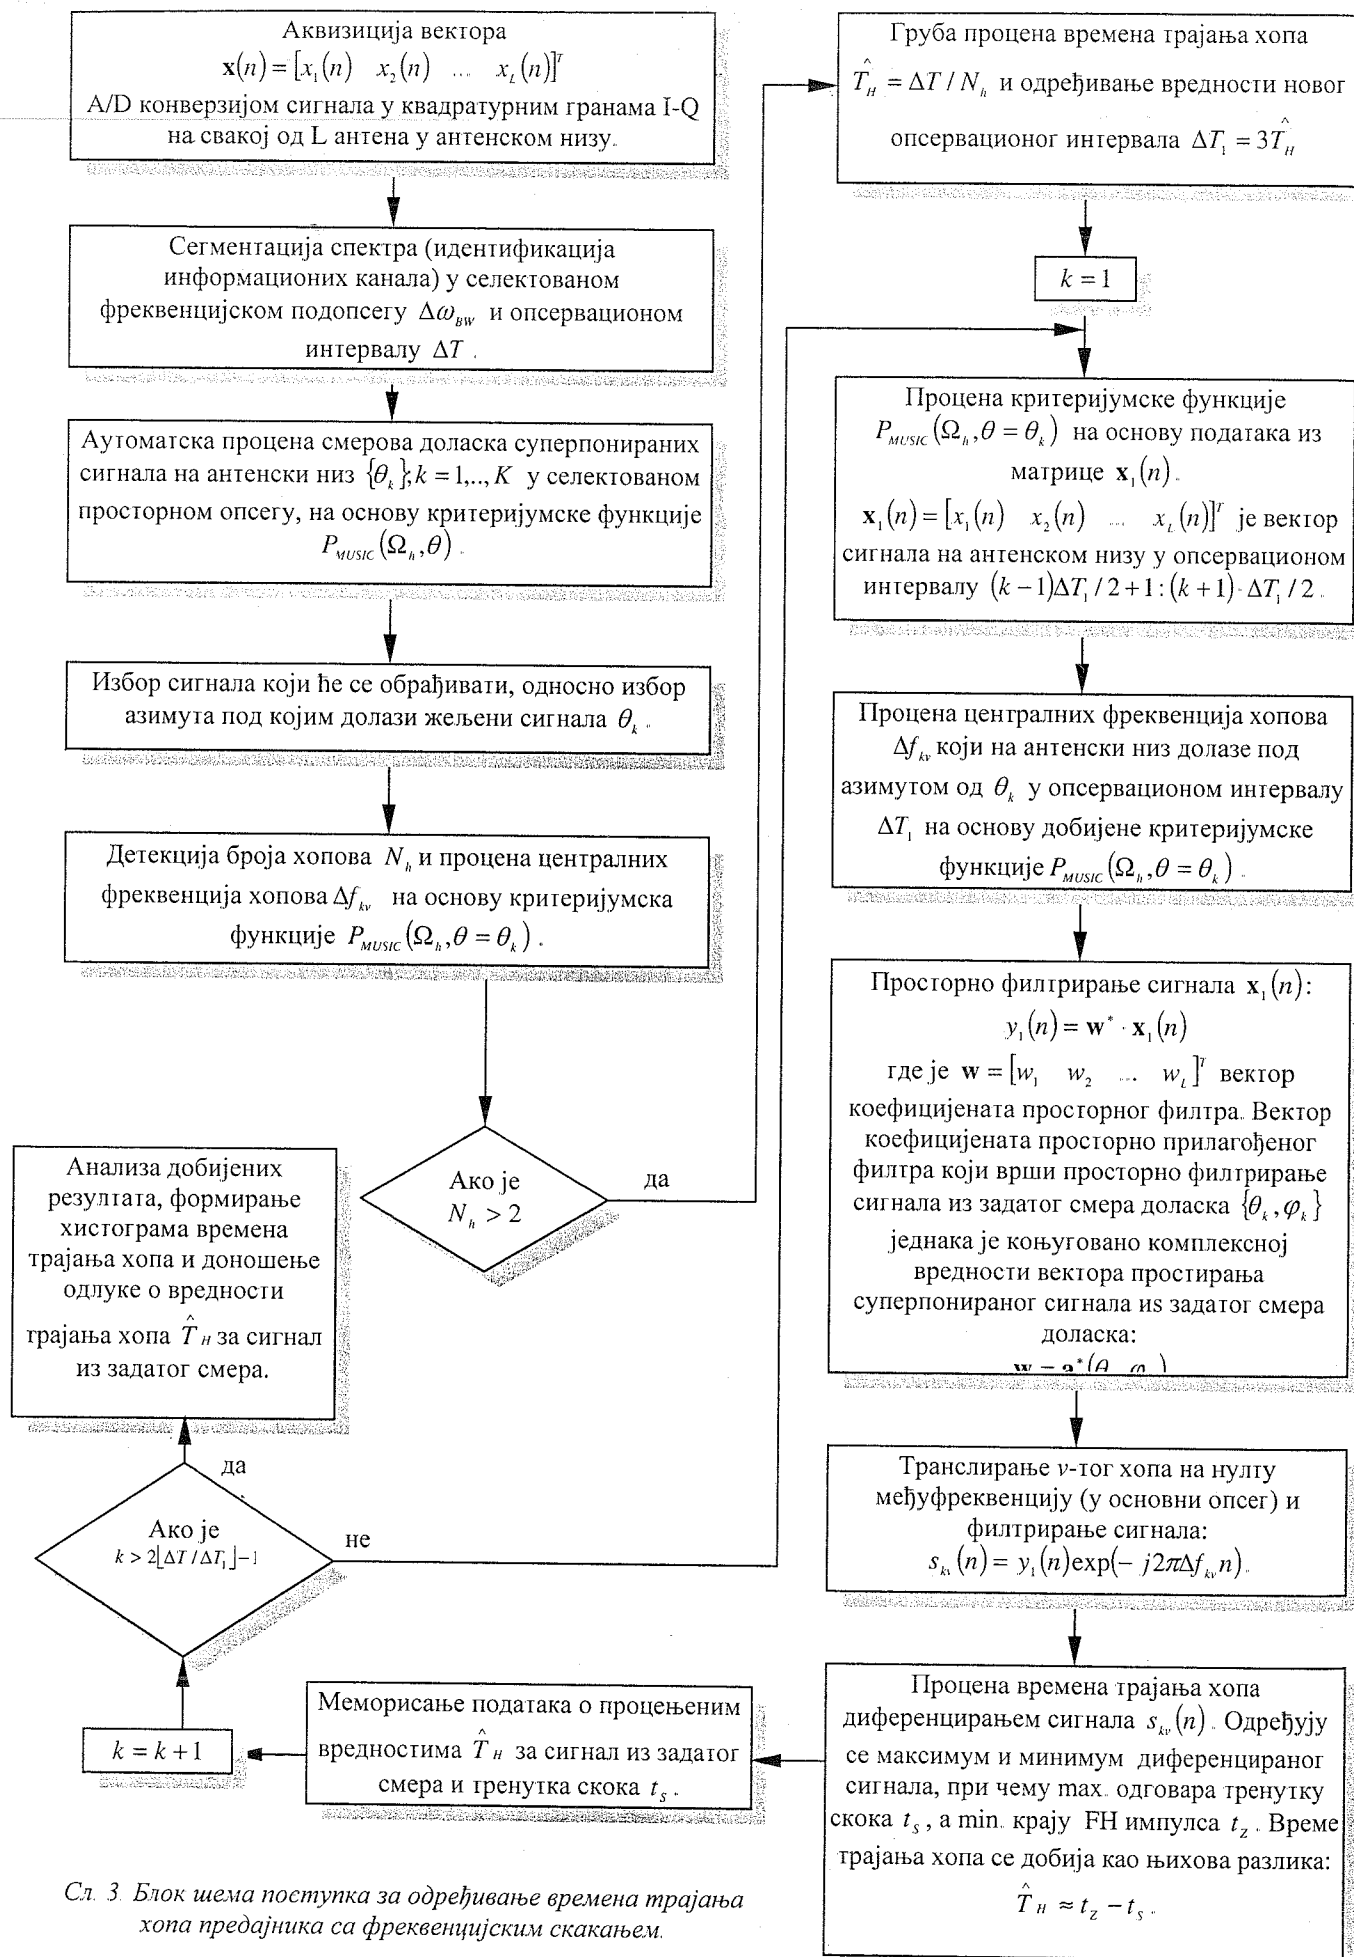 Аквизиција вектора
x(n) = [x₁(n) x₂(n) ... x_L(n)]ᵀ
A/D конверзијом сигнала у квадратурним гранама I-Q
на свакој од L антена у антенском низу.
Сегментација спектра (идентификација
информационих канала) у селектованом
фреквенцијском подопсегу Δω_BW и опсервационом
интервалу ΔT .
Аутоматска процена смерова доласка суперпонираних
сигнала на антенски низ {θ_k}; k = 1,.., K у селектованом
просторном опсегу, на основу критеријумске функције
P_MUSIC(Ω_h, θ) .
Избор сигнала који ће се обрађивати, односно избор
азимута под којим долази жељени сигнала θ_k .
Детекција броја хопова N_h и процена централних
фреквенција хопова Δf_kv на основу критеријумска
функције P_MUSIC(Ω_h, θ = θ_k) .
Ако је
N_h > 2
да
Груба процена времена трајања хопа
T̂_H = ΔT / N_h и одређивање вредности новог
опсервационог интервала ΔT₁ = 3T̂_H
k = 1
Процена критеријумске функције
P_MUSIC(Ω_h, θ = θ_k) на основу података из
матрице x₁(n) .
x₁(n) = [x₁(n) x₂(n) ... x_L(n)]ᵀ је вектор
сигнала на антенском низу у опсервационом
интервалу (k − 1)ΔT₁ / 2 + 1 : (k + 1) · ΔT₁ / 2 .
Процена централних фреквенција хопова
Δf_kv који на антенски низ долазе под
азимутом од θ_k у опсервационом интервалу
ΔT₁ на основу добијене критеријумске
функције P_MUSIC(Ω_h, θ = θ_k) .
Просторно филтрирање сигнала x₁(n) :
y₁(n) = w* · x₁(n)
где је w = [w₁ w₂ ... w_L]ᵀ вектор
коефицијената просторног филтра. Вектор
коефицијената просторно прилагођеног
филтра који врши просторно филтрирање
сигнала из задатог смера доласка {θ_k, φ_k}
једнака је коњуговано комплексној
вредности вектора простирања
суперпонираног сигнала иѕ задатог смера
доласка:
w = a*(θ_k, φ_k)
Транслирање v-тог хопа на нулту
међуфреквенцију (у основни опсег) и
филтрирање сигнала:
s_kv(n) = y₁(n)exp(− j2πΔf_kv n) .
Процена времена трајања хопа
диференцирањем сигнала s_kv(n) . Одређују
се максимум и минимум диференцираног
сигнала, при чему max. одговара тренутку
скока t_s , а min. крају FH импулса t_z . Време
трајања хопа се добија као њихова разлика:
T̂_H ≈ t_z − t_s .
Меморисање података о процењеним
вредностима T̂_H за сигнал из задатог
смера и тренутка скока t_s .
k = k + 1
Ако је
k > 2⌊ΔT / ΔT₁⌋ − 1
не
да
Анализа добијених
резултата, формирање
хистограма времена
трајања хопа и доношење
одлуке о вредности
трајања хопа T̂_H за сигнал
из задатог смера.
Сл. 3. Блок шема поступка за одређивање времена трајања
хопа предајника са фреквенцијским скакањем.